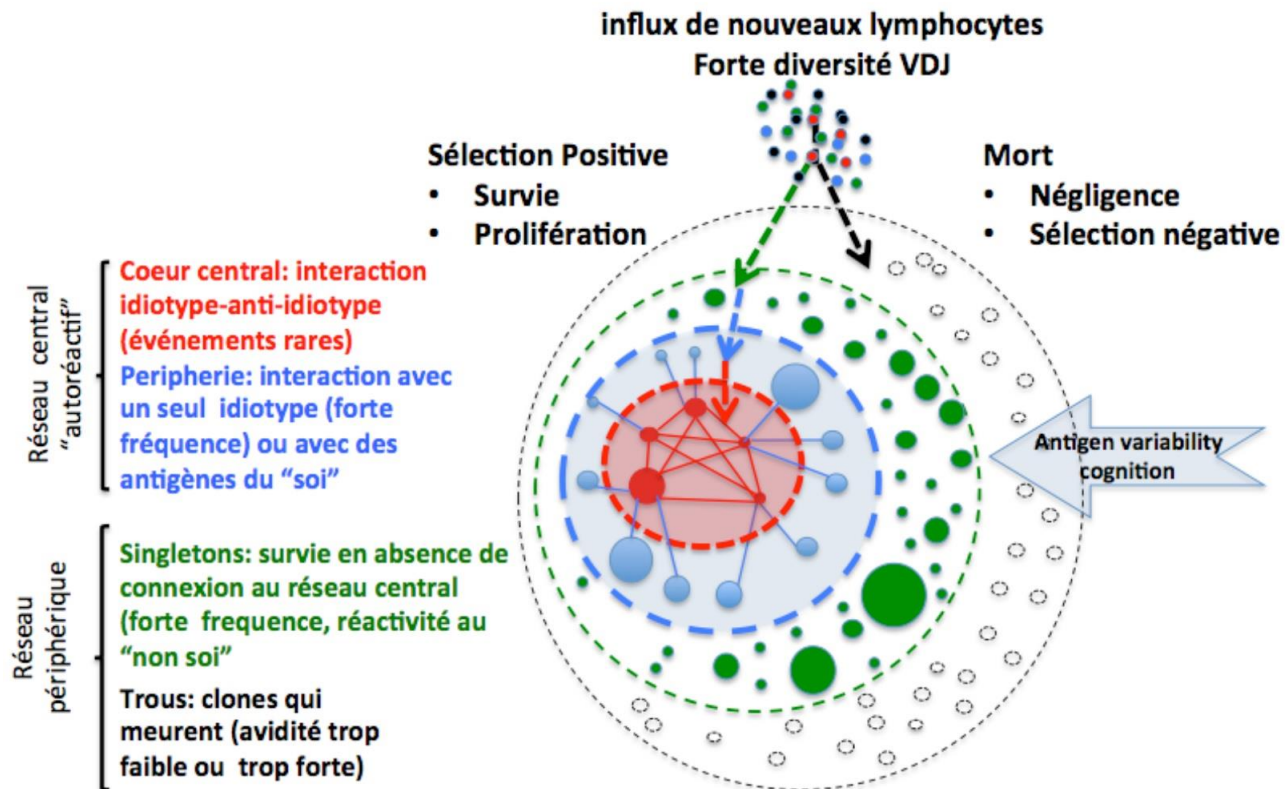 influx de nouveaux lymphocytes
Forte diversité VDJ
Sélection Positive
• Survie
• Prolifération
Mort
• Négligence
• Sélection négative
Réseau central
“autoréactif”
Coeur central: interaction
idiotype-anti-idiotype
(événements rares)
Peripherie: interaction avec
un seul idiotype (forte
fréquence) ou avec des
antigènes du “soi”
Antigen variability
cognition
Réseau
périphérique
Singletons: survie en absence de
connexion au réseau central
(forte frequence, réactivité au
“non soi”
Trous: clones qui
meurent (avidité trop
faible ou trop forte)